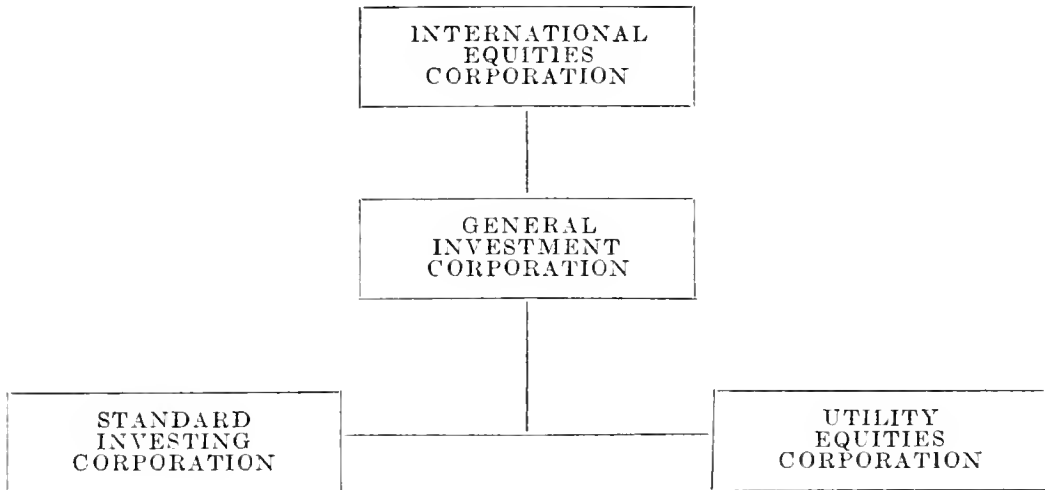 INTERNATIONAL
EQUITIES
CORPORATION
GENERAL
INVESTMENT
CORPORATION
STANDARD
INVESTING
CORPORATION
UTILITY
EQUITIES
CORPORATION